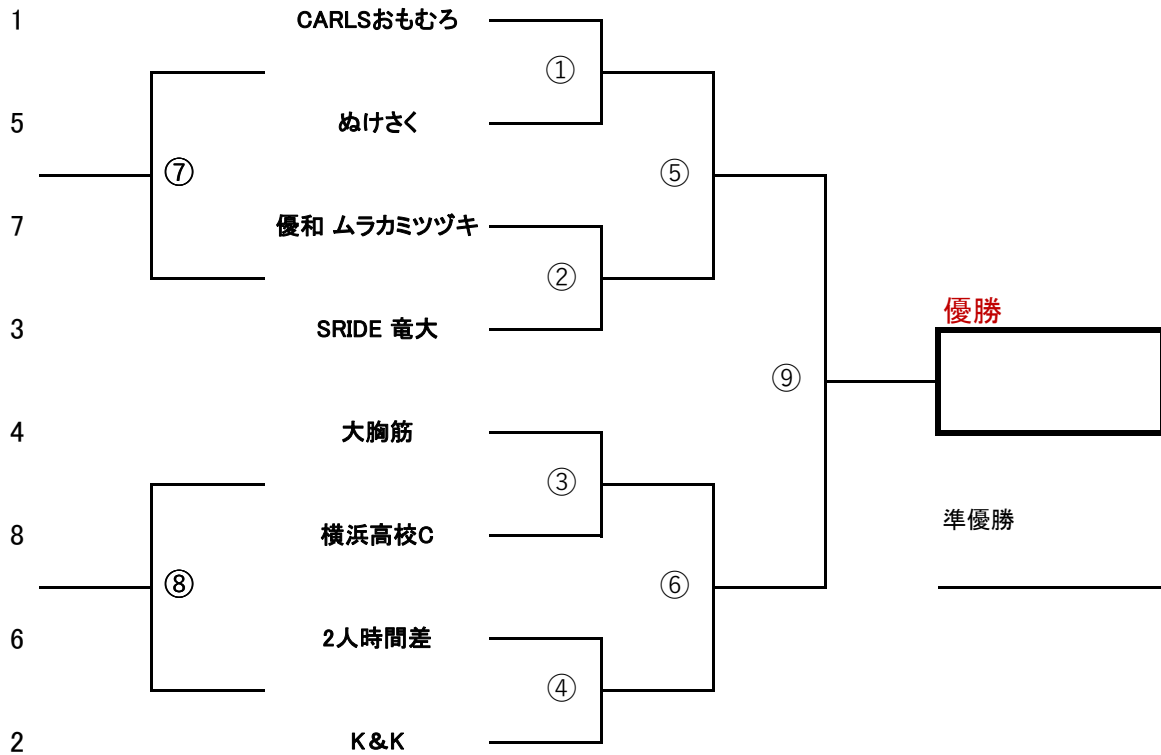 1 CARLSおもむろ
①
5 ぬけさく
⑦ ⑤
7 優和 ムラカミツヅキ
②
3 SRIDE 竜大
優勝
⑨
4 大胸筋
③
8 横浜高校C
準優勝
⑧ ⑥
6 2人時間差
④
2 K&K